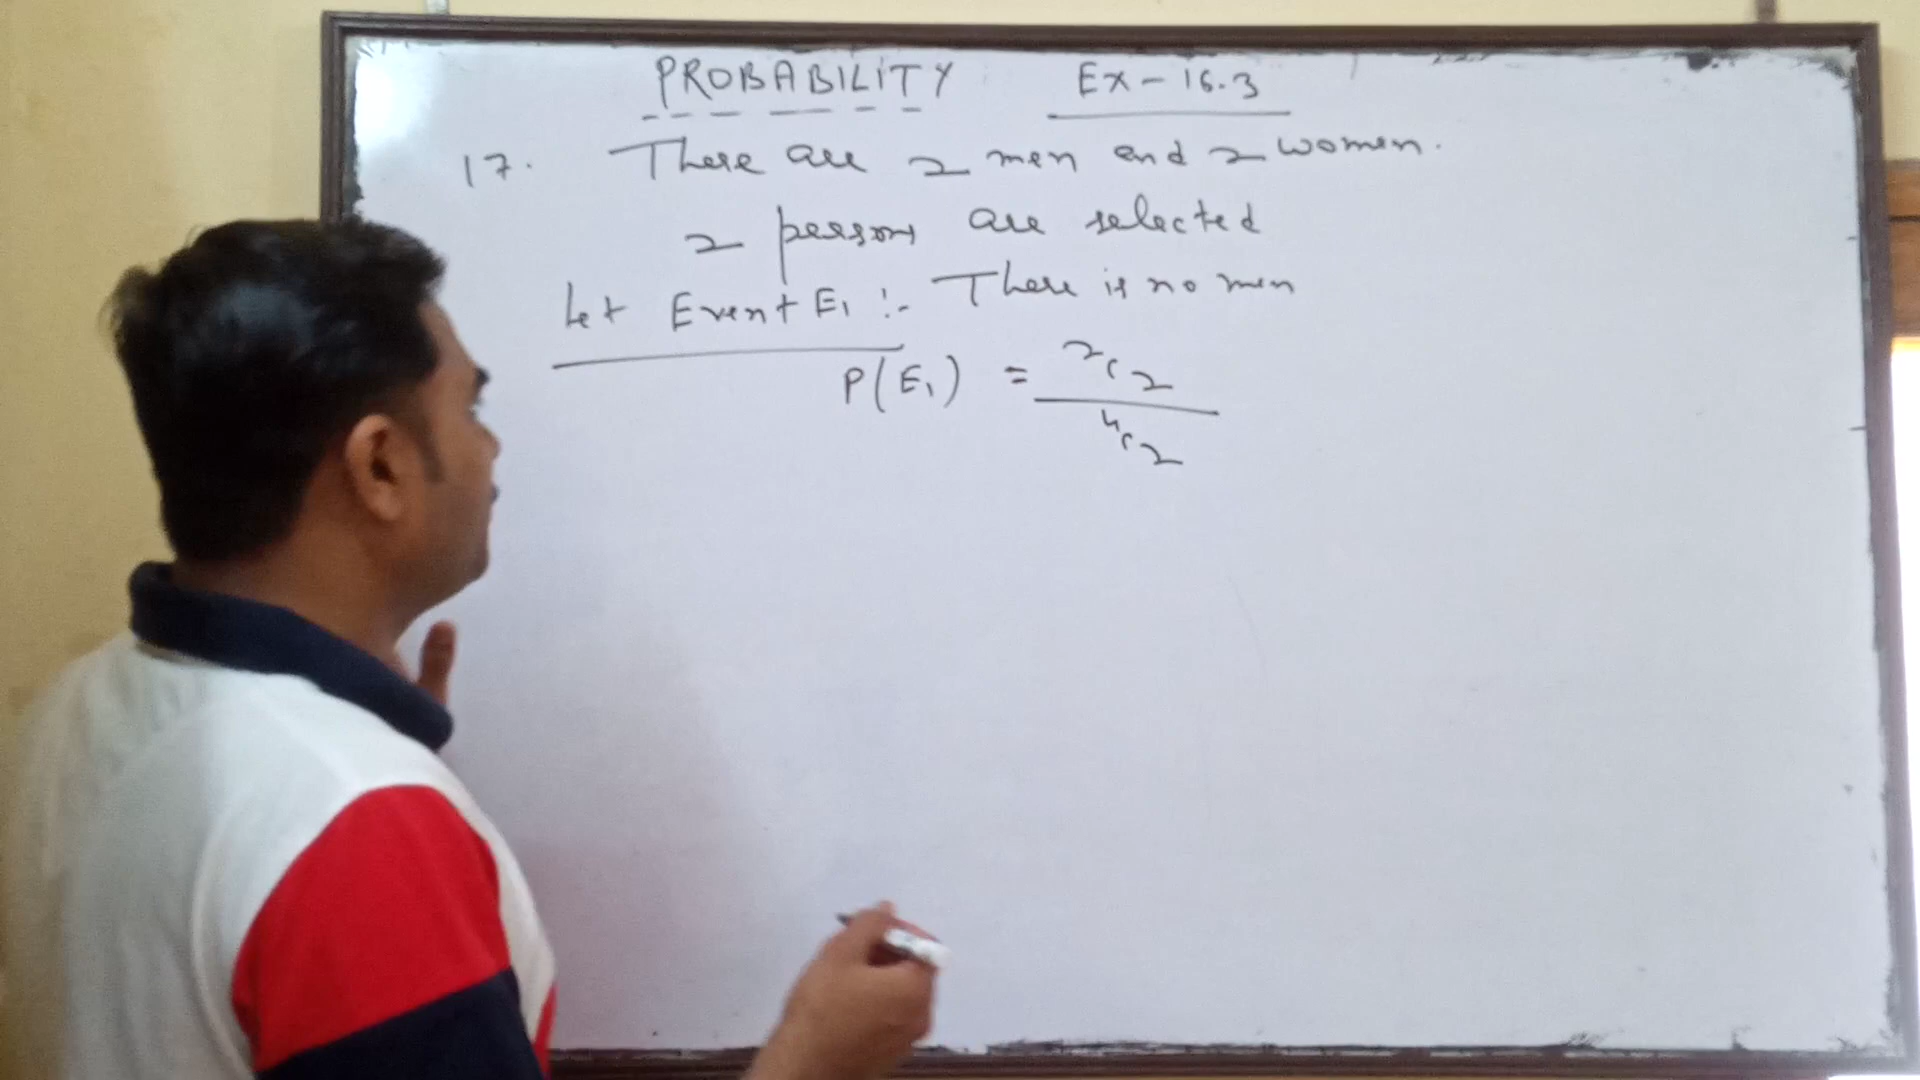 PROBABILITY Ex-16.3
17. There are 2 men and 2 women.
2 persons are selected
Let Event E₁ :- There is no men
P(E₁) = ²C₂ / ⁴C₂